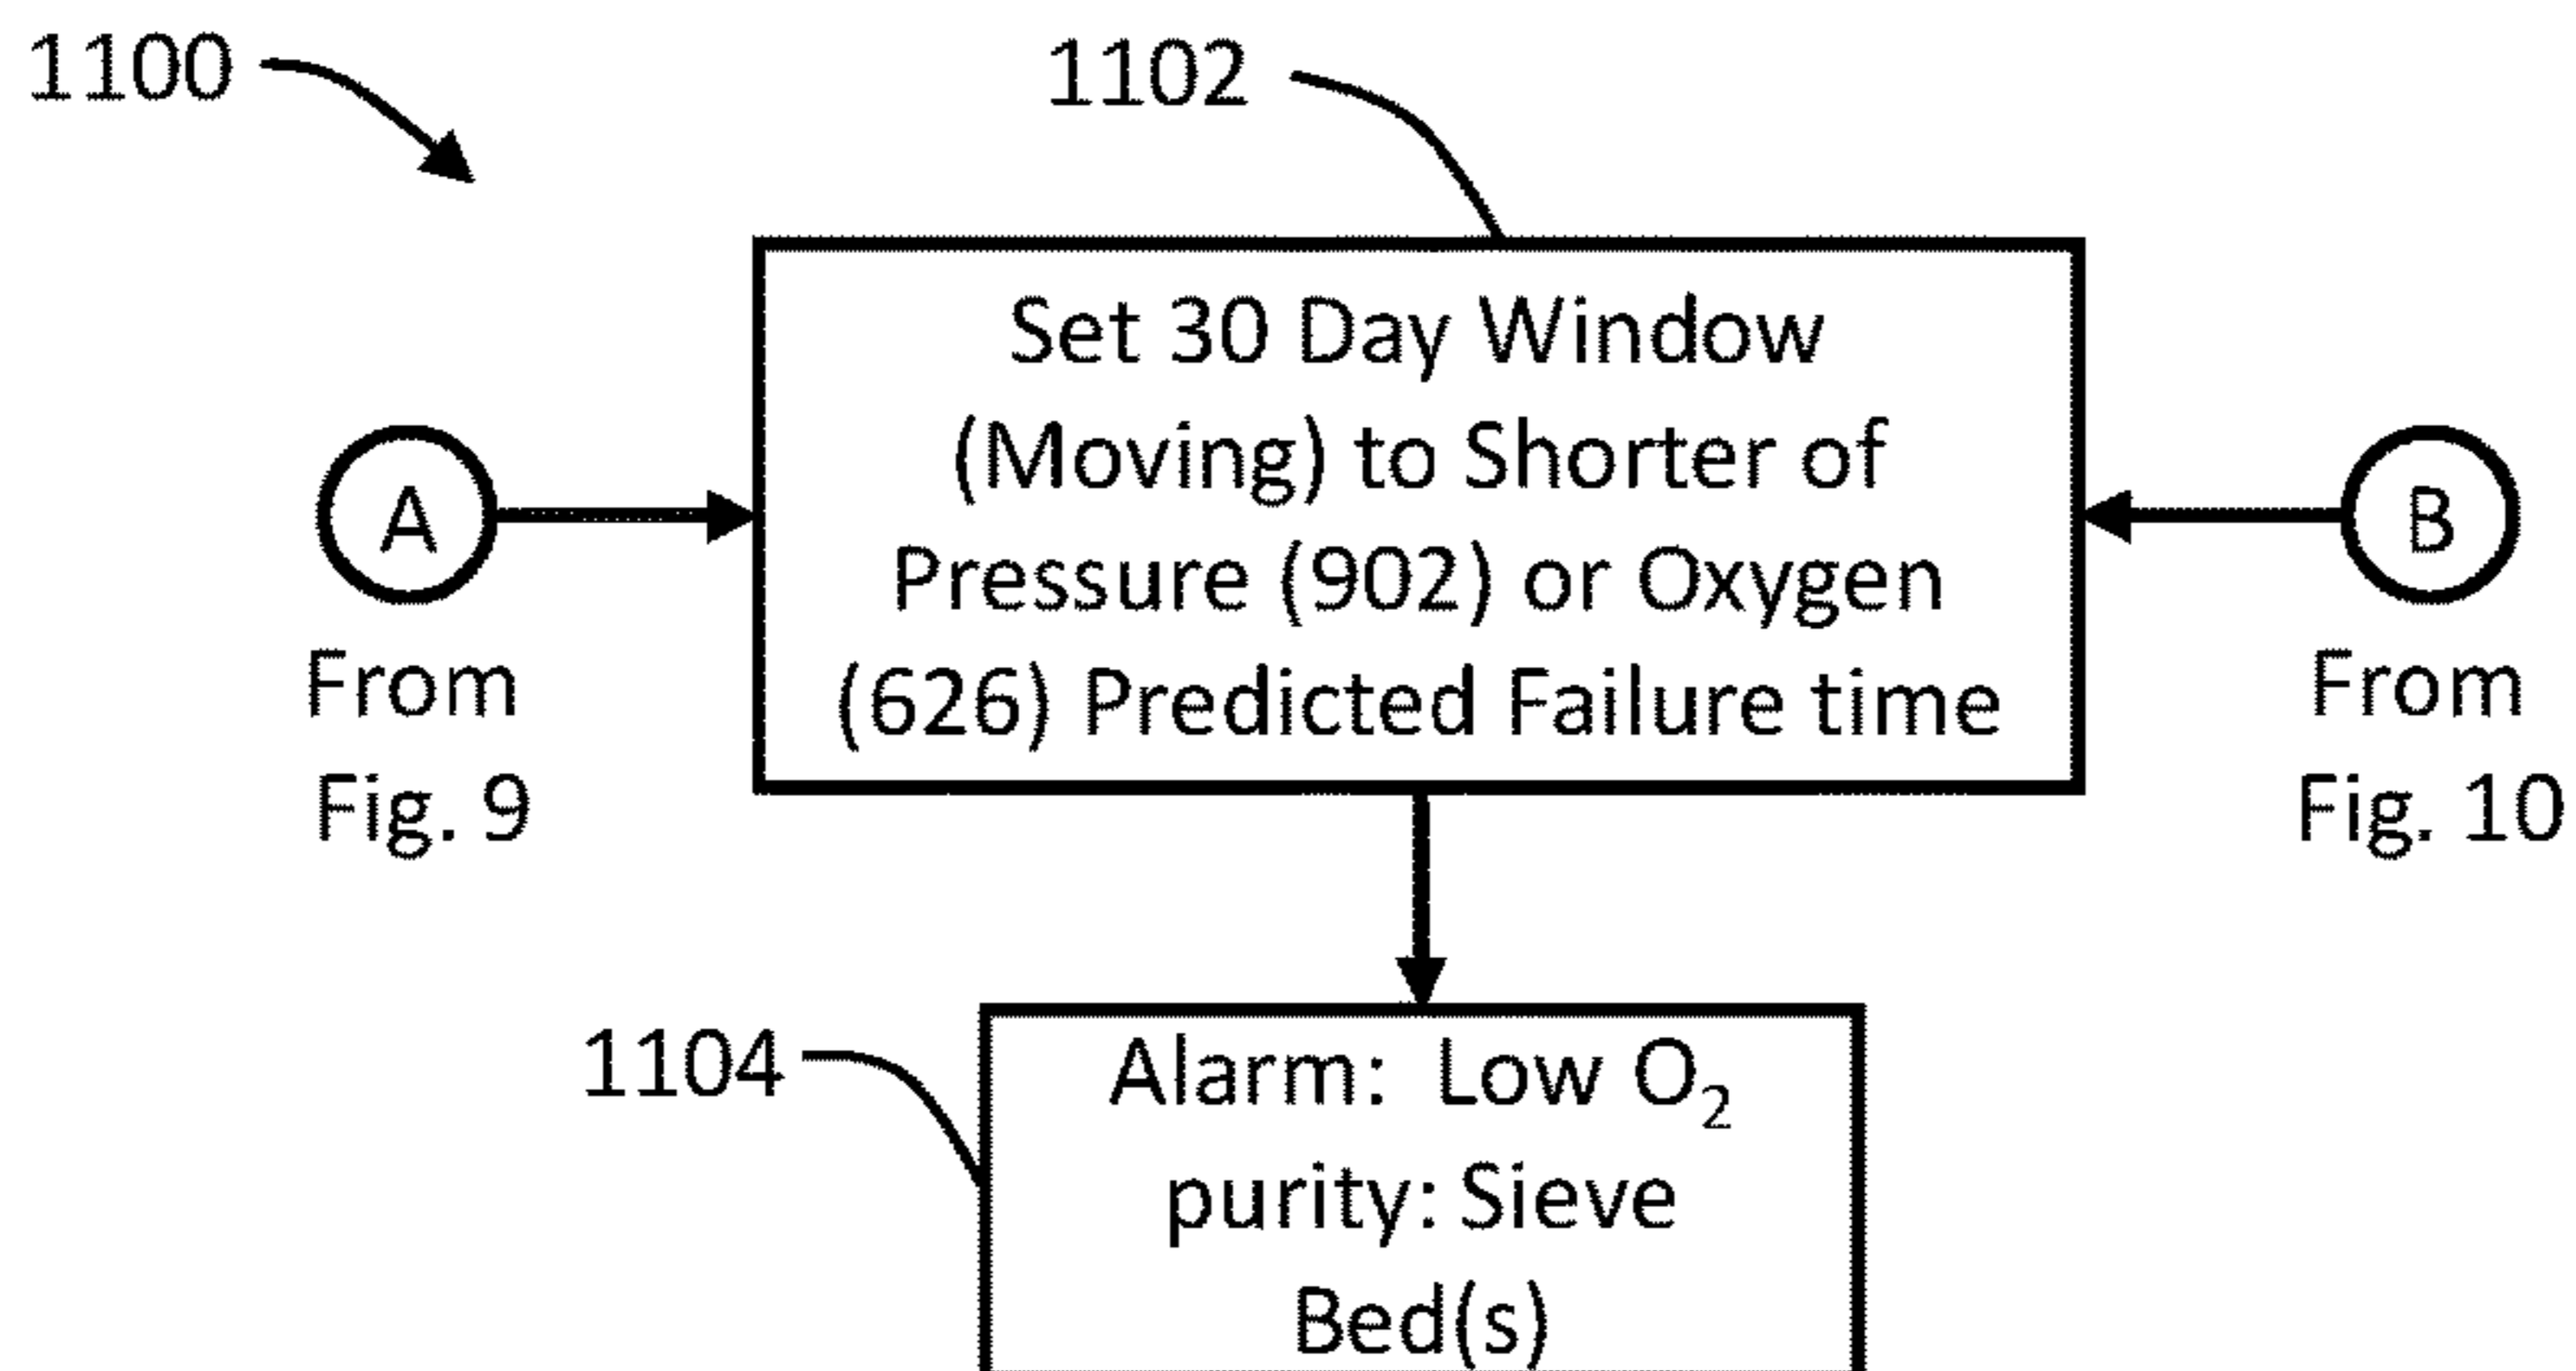 1100
1102
Set 30 Day Window
(Moving) to Shorter of
Pressure (902) or Oxygen
(626) Predicted Failure time
A
From
Fig. 9
B
From
Fig. 10
1104
Alarm: Low O₂
purity: Sieve
Bed(s)